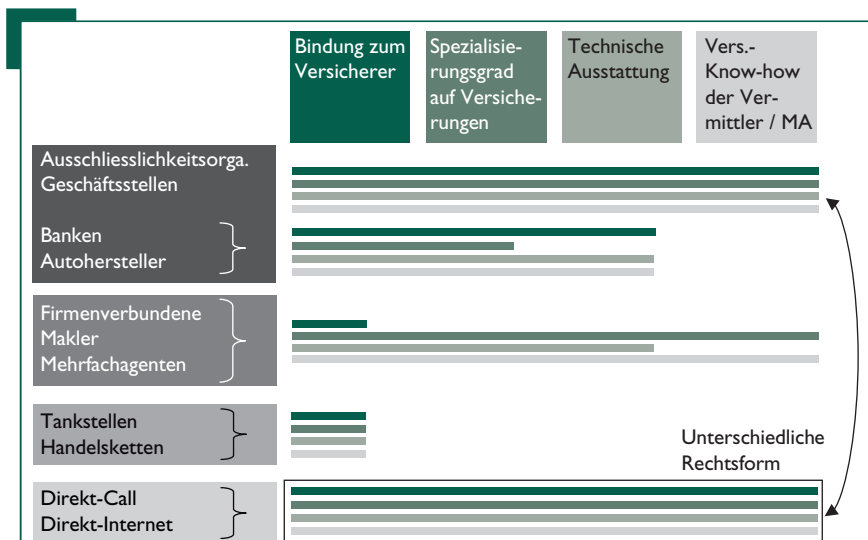 Bindung zum
Versicherer
Spezialisie-
rungsgrad
auf Versiche-
rungen
Technische
Ausstattung
Vers.-
Know-how
der Ver-
mittler / MA
Ausschliesslichkeitsorga.
Geschäftsstellen
Banken
Autohersteller
Firmenverbundene
Makler
Mehrfachagenten
Tankstellen
Handelsketten
Unterschiedliche
Rechtsform
Direkt-Call
Direkt-Internet